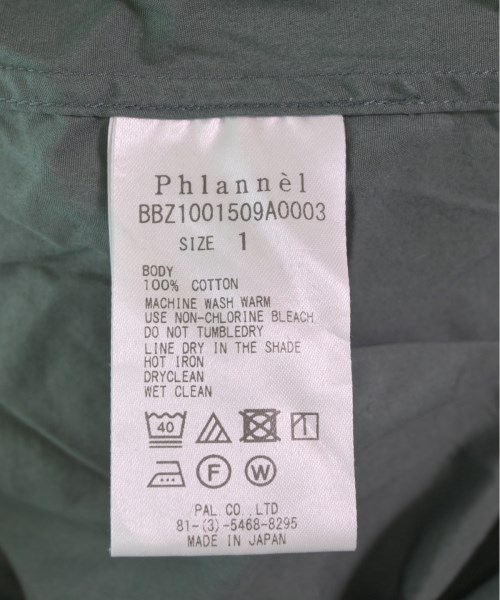 Phlannèl
BBZ1001509A0003
SIZE 1
BODY
100% COTTON
MACHINE WASH WARM
USE NON-CHLORINE BLEACH
DO NOT TUMBLEDRY
LINE DRY IN THE SHADE
HOT IRON
DRYCLEAN
WET CLEAN
40
F W
PAL CO.,LTD
81-(3)-5468-8295
MADE IN JAPAN